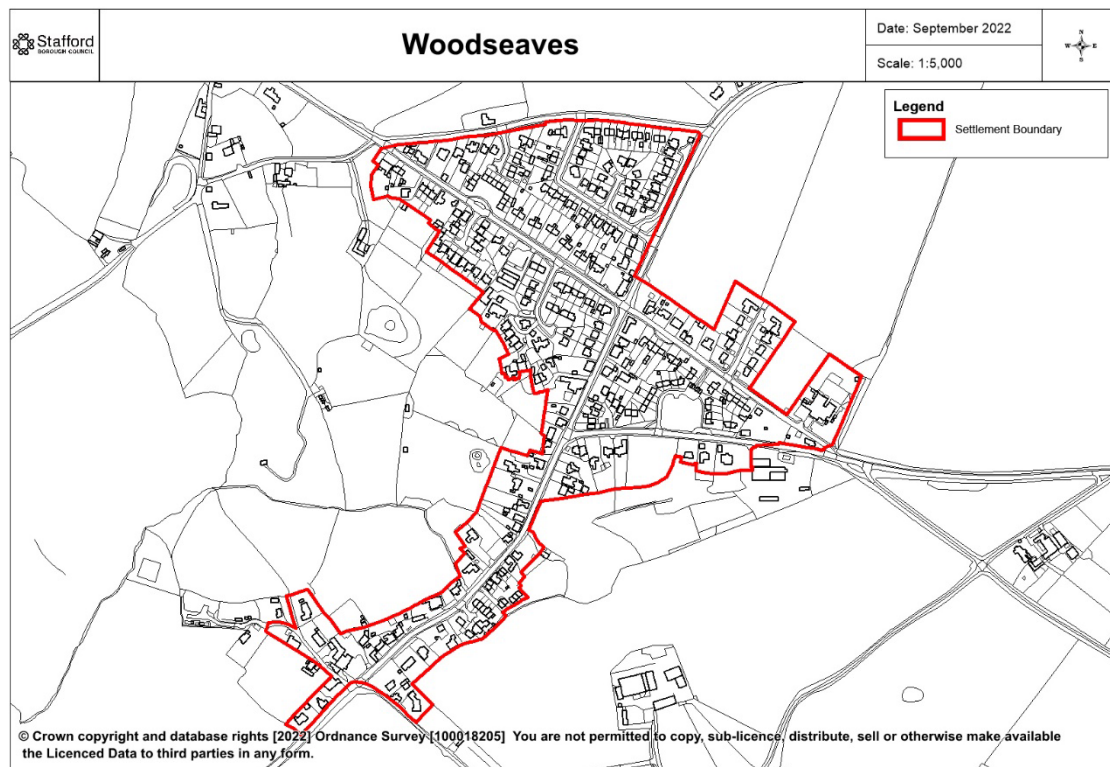 Stafford
BOROUGH COUNCIL
Woodseaves
Date: September 2022
Scale: 1:5,000
N
W E
S
Legend
Settlement Boundary
© Crown copyright and database rights [2022] Ordnance Survey [100018205] You are not permitted to copy, sub-licence, distribute, sell or otherwise make available
the Licenced Data to third parties in any form.